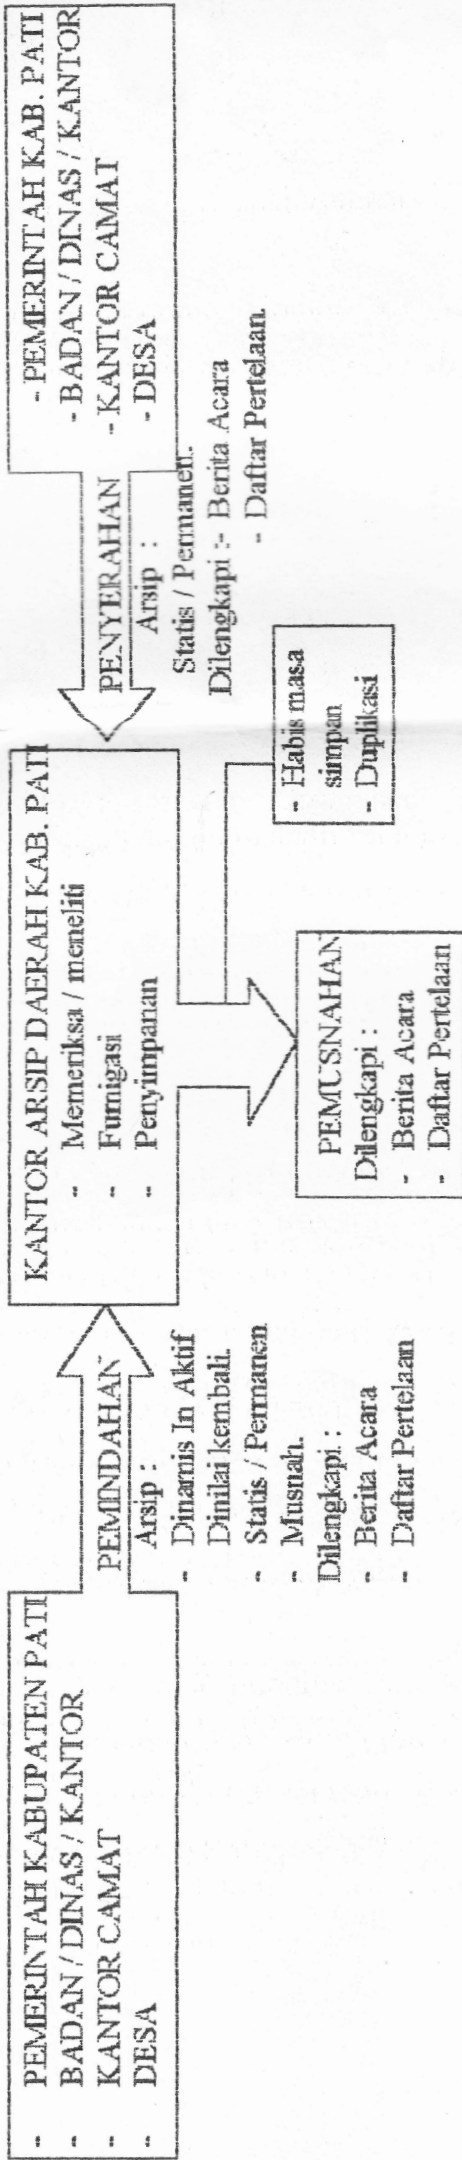 - PEMERINTAH KABUPATEN PATI
- BADAN / DINAS / KANTOR
- KANTOR CAMAT
- DESA
PEMINDAHAN
Arsip :
- Dinamis In Aktif
Dinilai kembali.
- Statis / Permanen
- Musnah.
Dilengkapi :
- Berita Acara
- Daftar Pertelaan
KANTOR ARSIP DAERAH KAB. PATI
- Memeriksa / meneliti
- Fumigasi
- Penyimpanan
PEMUSNAHAN
Dilengkapi :
- Berita Acara
- Daftar Pertelaan
- Habis masa
simpan
- Duplikasi
PENYERAHAN
Arsip :
Statis / Permanen.
Dilengkapi :- Berita Acara
- Daftar Pertelaan
- PEMERINTAH KAB. PATI
- BADAN / DINAS / KANTOR
- KANTOR CAMAT
- DESA